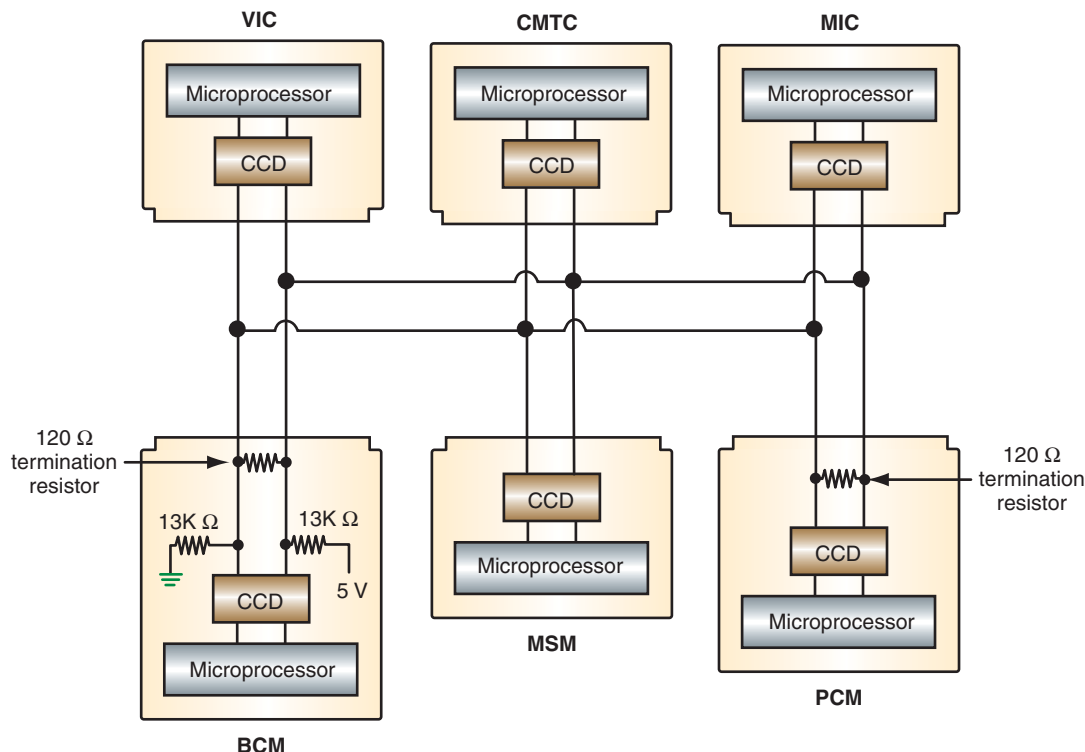 VIC
CMTC
MIC
Microprocessor
Microprocessor
Microprocessor
CCD
CCD
CCD
120 Ω
termination
resistor
120 Ω
termination
resistor
13K Ω
13K Ω
5 V
CCD
CCD
CCD
Microprocessor
Microprocessor
Microprocessor
BCM
MSM
PCM